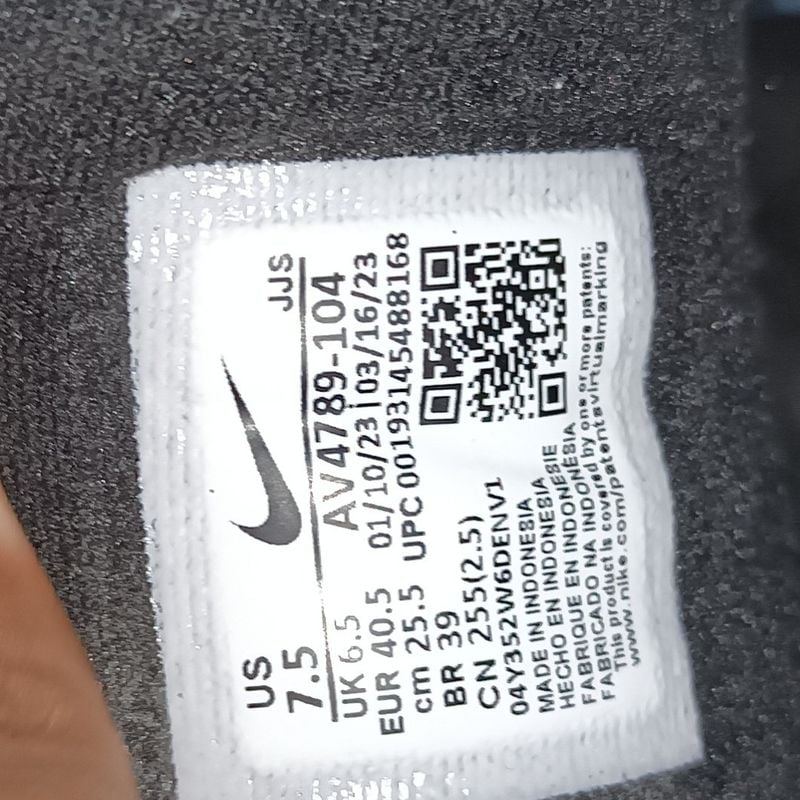 US
7.5
JJS
UK 6.5
AV4789-104
EUR 40.5
01/10/23 | 03/16/23
cm 25.5
UPC 00193145488168
BR 39
CN 255(2.5)
04Y352W6DENV1
MADE IN INDONESIA
HECHO EN INDONESIE
FABRIQUE EN INDONÉSIA
FABRICADO NA INDONÉSIA
This product is covered by one or more patents:
www.nike.com/patentsvirtualmarking